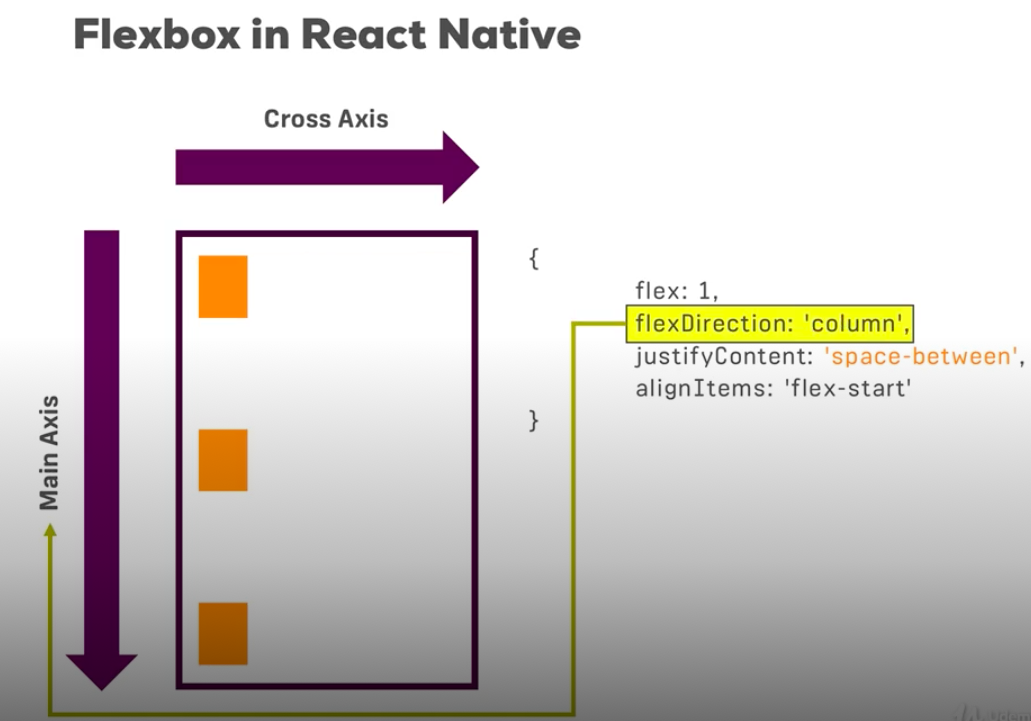 Flexbox in React Native
Cross Axis
Main Axis
{
flex: 1,
flexDirection: 'column',
justifyContent: 'space-between',
alignItems: 'flex-start'
}